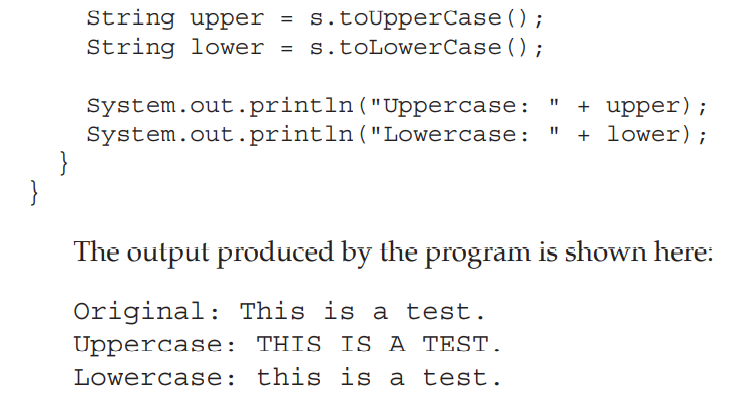 String upper = s.toUpperCase();
String lower = s.toLowerCase();
System.out.println("Uppercase: " + upper);
System.out.println("Lowercase: " + lower);
}
}
The output produced by the program is shown here:
Original: This is a test.
Uppercase: THIS IS A TEST.
Lowercase: this is a test.